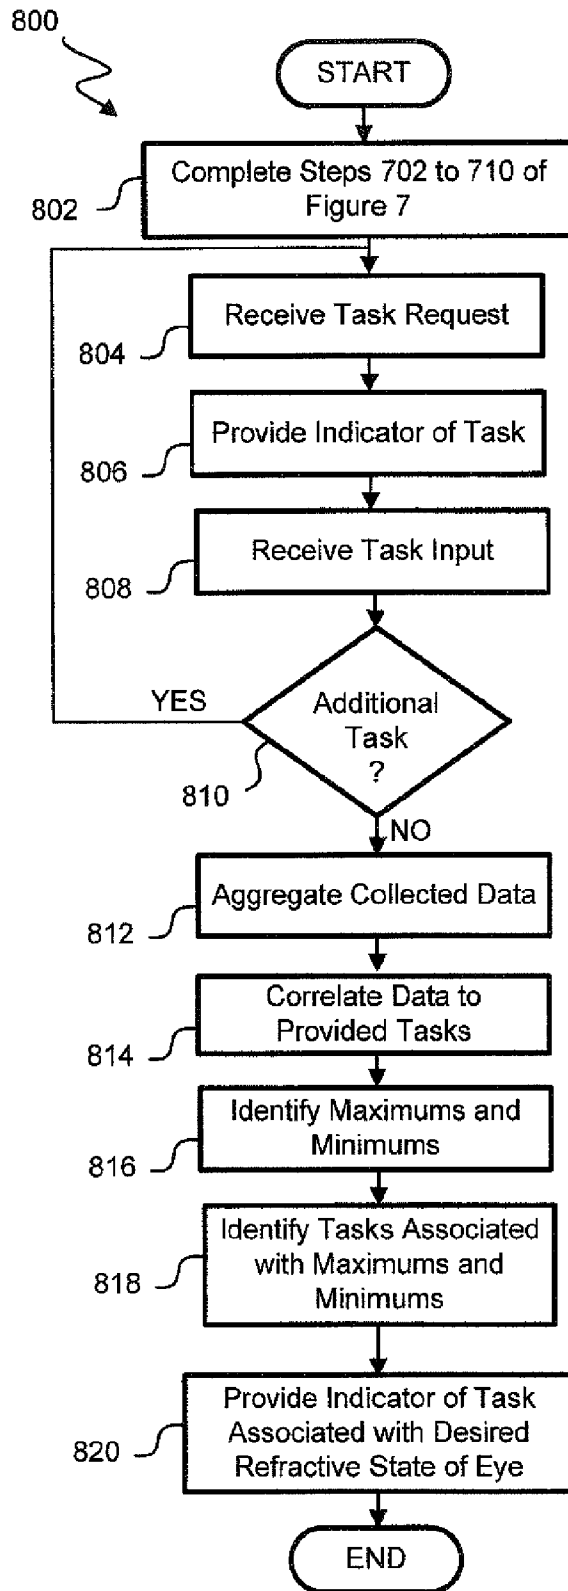 800
START
Complete Steps 702 to 710 of
Figure 7
802
Receive Task Request
804
Provide Indicator of Task
806
Receive Task Input
808
YES
Additional
Task
?
810
NO
Aggregate Collected Data
812
Correlate Data to
Provided Tasks
814
Identify Maximums and
Minimums
816
Identify Tasks Associated
with Maximums and
Minimums
818
Provide Indicator of Task
Associated with Desired
Refractive State of Eye
820
END